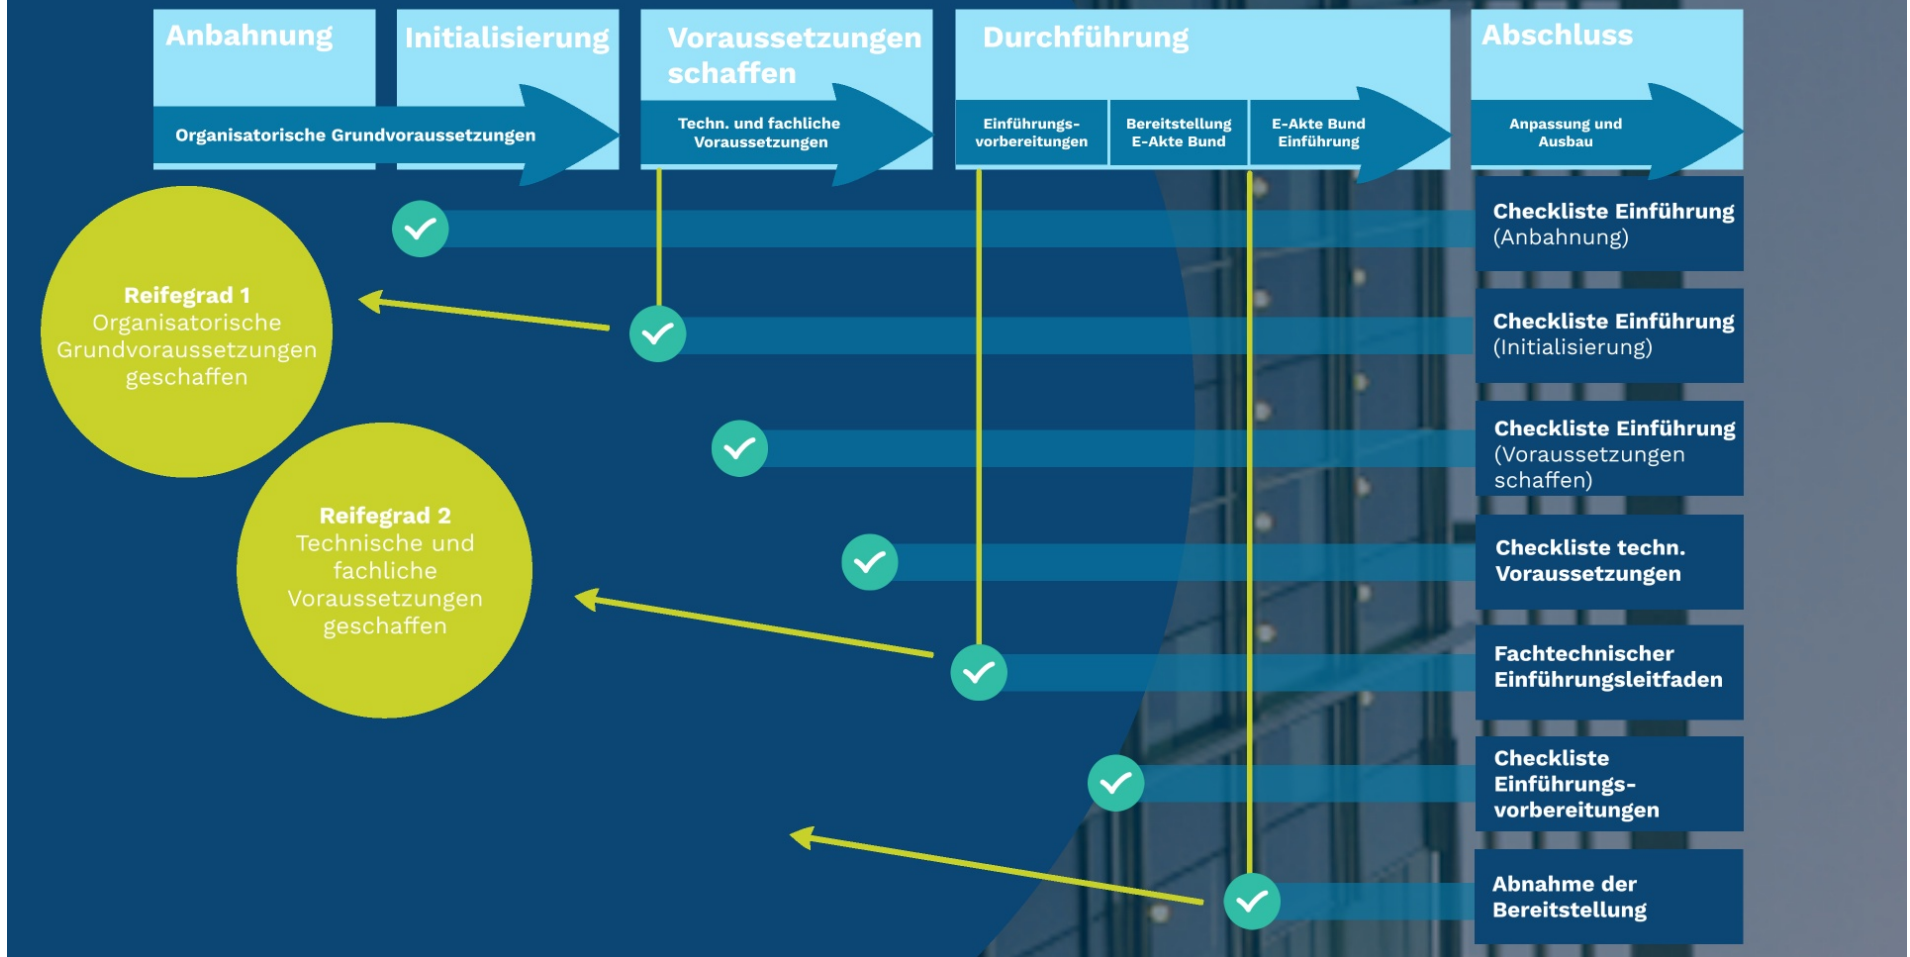 Anbahnung
Initialisierung
Voraussetzungen
schaffen
Durchführung
Abschluss
Organisatorische Grundvoraussetzungen
Techn. und fachliche
Voraussetzungen
Einführungs-
vorbereitungen
Bereitstellung
E-Akte Bund
E-Akte Bund
Einführung
Anpassung und
Ausbau
Reifegrad 1
Organisatorische
Grundvoraussetzungen
geschaffen
Reifegrad 2
Technische und
fachliche
Voraussetzungen
geschaffen
Checkliste Einführung
(Anbahnung)
Checkliste Einführung
(Initialisierung)
Checkliste Einführung
(Voraussetzungen
schaffen)
Checkliste techn.
Voraussetzungen
Fachtechnischer
Einführungsleitfaden
Checkliste
Einführungs-
vorbereitungen
Abnahme der
Bereitstellung